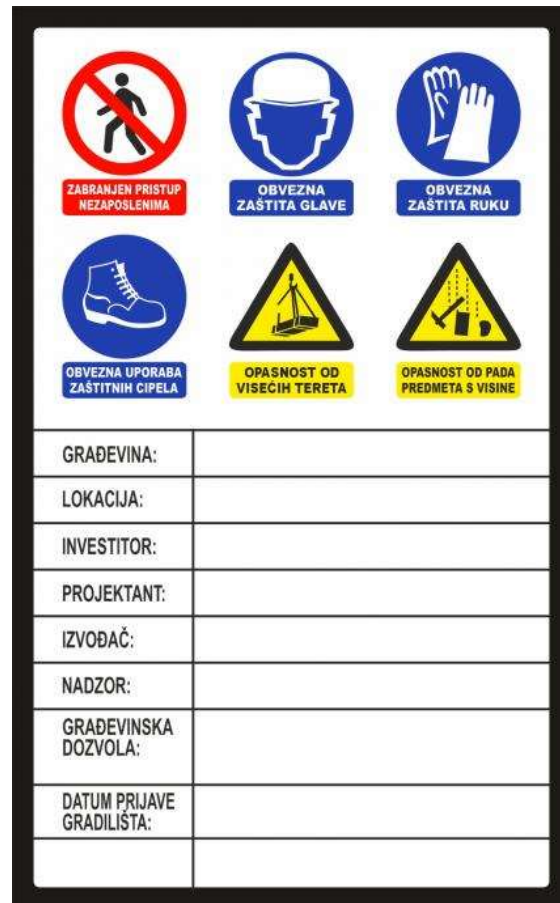 ZABRANJEN PRISTUP
NEZAPOSLENIMA
OBVEZNA
ZAŠTITA GLAVE
OBVEZNA
ZAŠTITA RUKU
OBVEZNA UPORABA
ZAŠTITNIH CIPELA
OPASNOST OD
VISEĆIH TERETA
OPASNOST OD PADA
PREDMETA S VISINE
GRAĐEVINA:
LOKACIJA:
INVESTITOR:
PROJEKTANT:
IZVOĐAČ:
NADZOR:
GRAĐEVINSKA
DOZVOLA:
DATUM PRIJAVE
GRADILIŠTA: